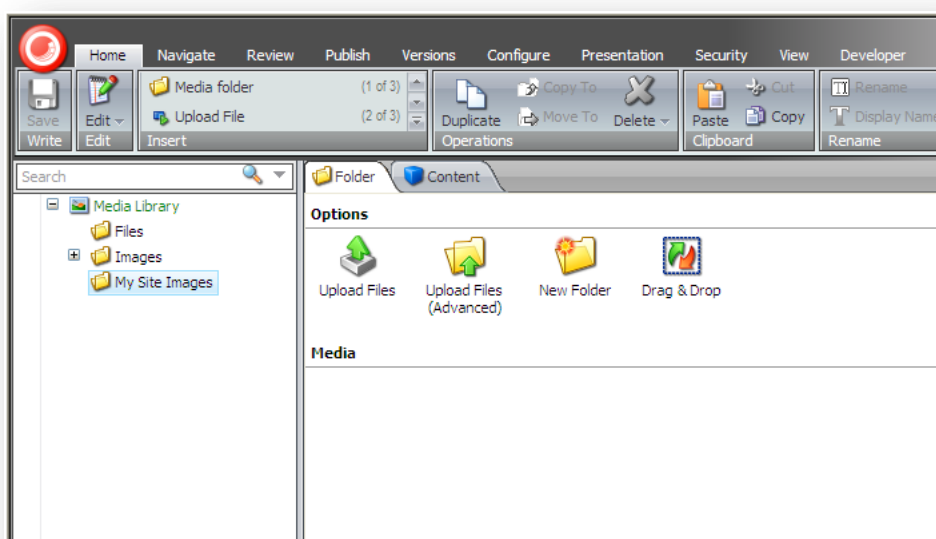 Home Navigate Review Publish Versions Configure Presentation Security View Developer
Save
Write
Edit
Edit
Media folder (1 of 3)
Upload File (2 of 3)
Insert
Duplicate
Copy To
Move To
Delete
Operations
Paste
Cut
Copy
Clipboard
Rename
Display Name
Rename
Search
Media Library
Files
Images
My Site Images
Folder Content
Options
Upload Files
Upload Files
(Advanced)
New Folder
Drag & Drop
Media